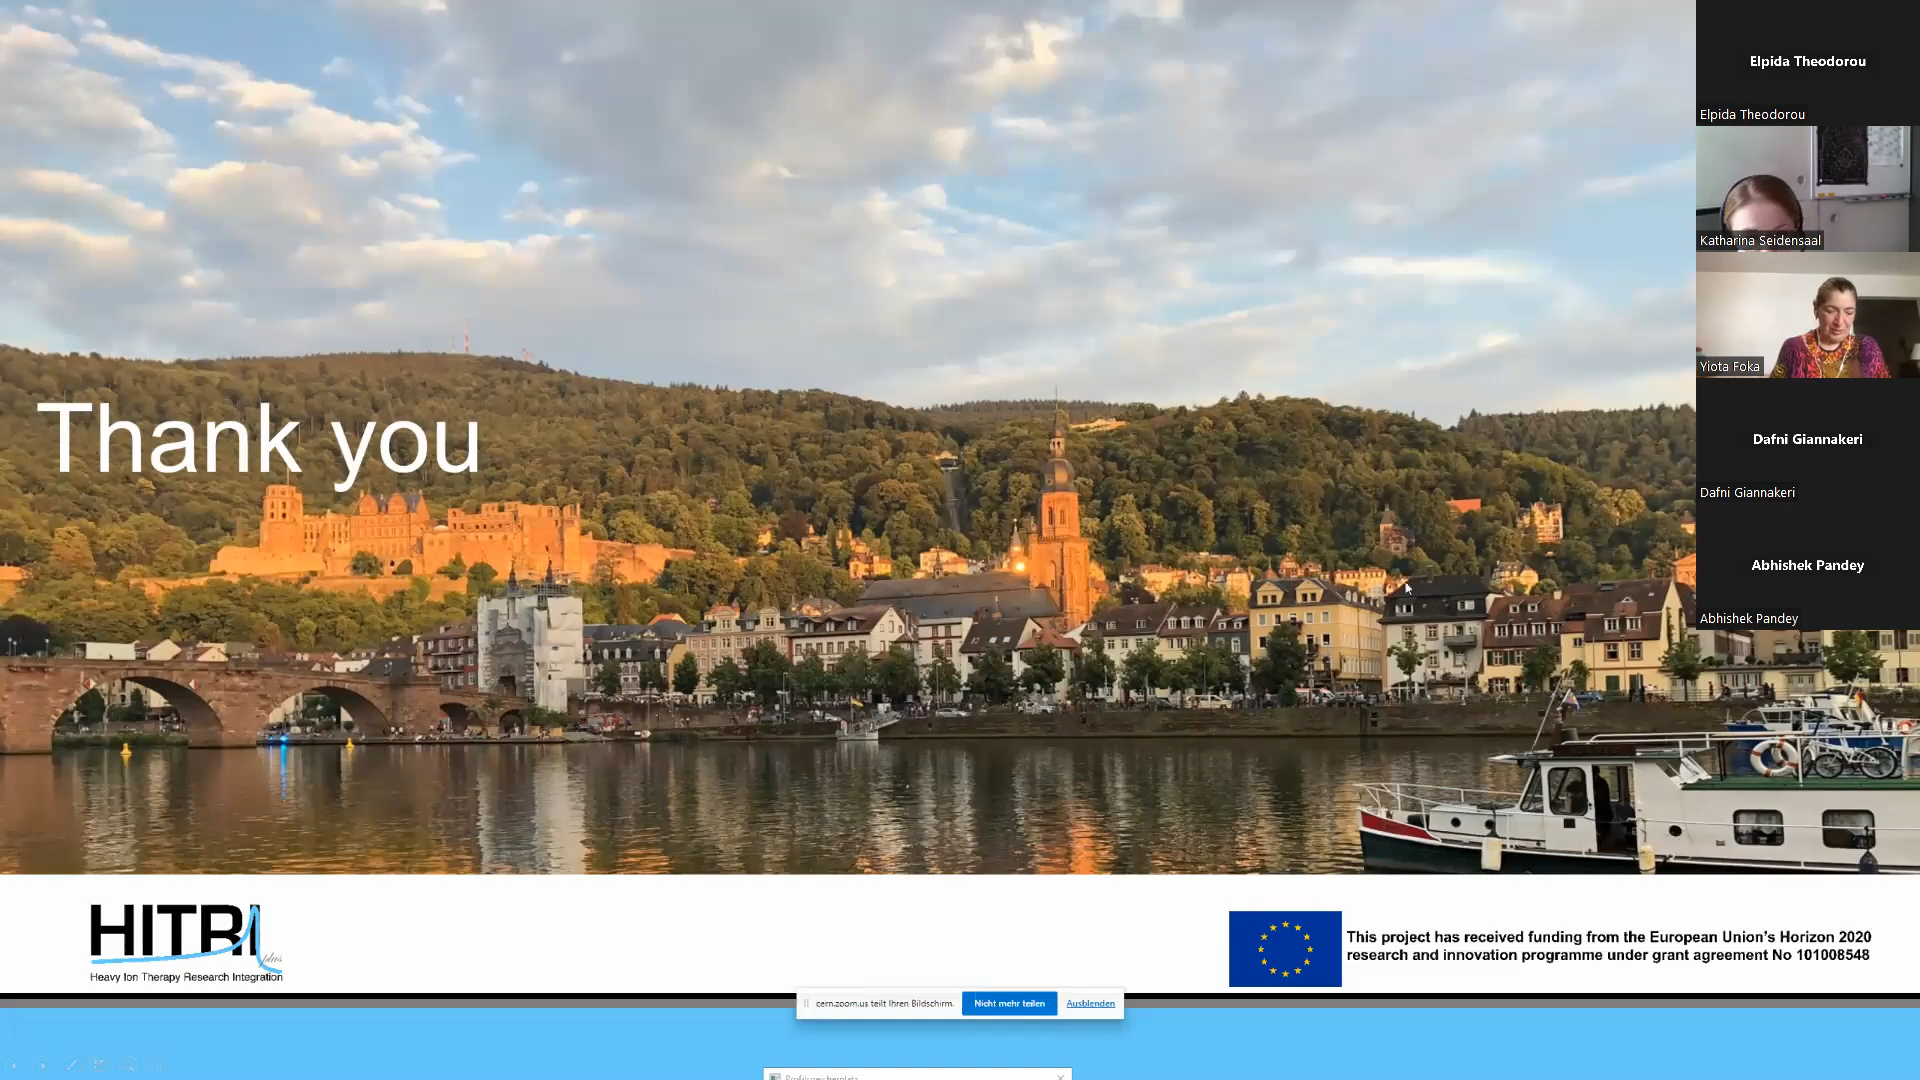 Elpida Theodorou
Elpida Theodorou
Katharina Seidensaal
Yiota Foka
Dafni Giannakeri
Dafni Giannakeri
Abhishek Pandey
Abhishek Pandey
Thank you
HITRI
Heavy Ion Therapy Research Integration
This project has received funding from the European Union's Horizon 2020
research and innovation programme under grant agreement No 101008548
cern.zoom.us teilt Ihren Bildschirm.
Nicht mehr teilen
Ausblenden